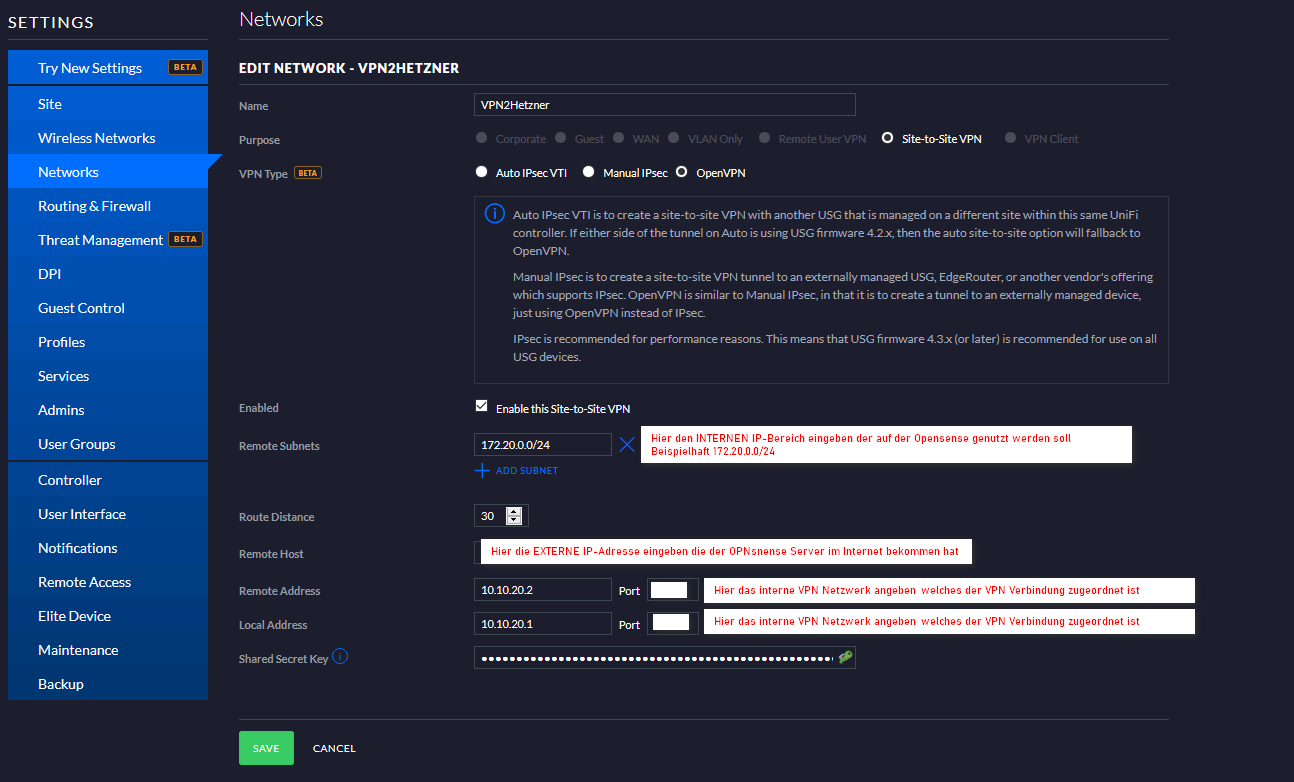 SETTINGS
Try New Settings BETA
Site
Wireless Networks
Networks
Routing & Firewall
Threat Management BETA
DPI
Guest Control
Profiles
Services
Admins
User Groups
Controller
User Interface
Notifications
Remote Access
Elite Device
Maintenance
Backup
Networks
EDIT NETWORK - VPN2HETZNER
Name VPN2Hetzner
Purpose Corporate Guest WAN VLAN Only Remote User VPN Site-to-Site VPN VPN Client
VPN Type BETA Auto IPsec VTI Manual IPsec OpenVPN
Auto IPsec VTI is to create a site-to-site VPN with another USG that is managed on a different site within this same UniFi
controller. If either side of the tunnel on Auto is using USG firmware 4.2.x, then the auto site-to-site option will fallback to
OpenVPN.
Manual IPsec is to create a site-to-site VPN tunnel to an externally managed USG, EdgeRouter, or another vendor's offering
which supports IPsec. OpenVPN is similar to Manual IPsec, in that it is to create a tunnel to an externally managed device,
just using OpenVPN instead of IPsec.
IPsec is recommended for performance reasons. This means that USG firmware 4.3.x (or later) is recommended for use on all
USG devices.
Enabled Enable this Site-to-Site VPN
Remote Subnets 172.20.0.0/24
Hier den INTERNEN IP-Bereich eingeben der auf der Opensense genutzt werden soll
Beispielhaft 172.20.0.0/24
ADD SUBNET
Route Distance 30
Remote Host Hier die EXTERNE IP-Adresse eingeben die der OPNsnense Server im Internet bekommen hat
Remote Address 10.10.20.2 Port Hier das interne VPN Netzwerk angeben welches der VPN Verbindung zugeordnet ist
Local Address 10.10.20.1 Port Hier das interne VPN Netzwerk angeben welches der VPN Verbindung zugeordnet ist
Shared Secret Key
SAVE CANCEL